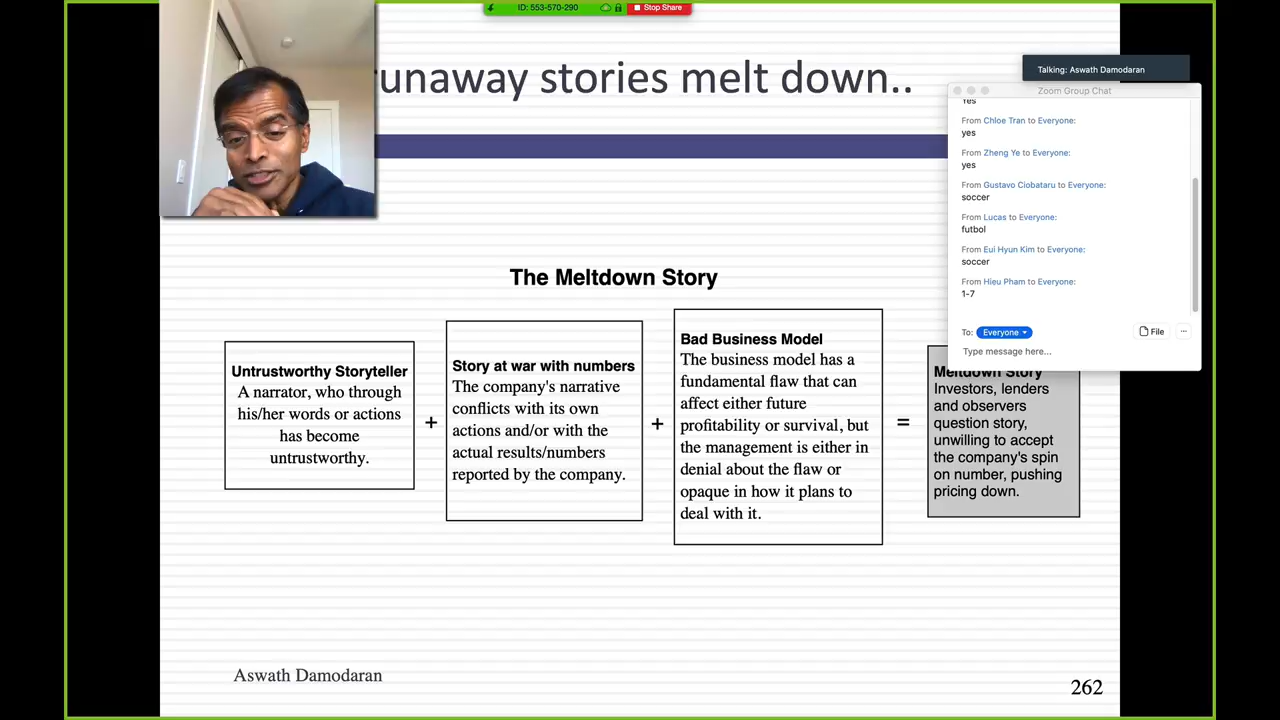 ID: 553-570-290
Stop Share
unaway stories melt down..
Talking: Aswath Damodaran
Zoom Group Chat
Yes
From Chloe Tran to Everyone:
yes
From Zheng Ye to Everyone:
yes
From Gustavo Ciobataru to Everyone:
soccer
From Lucas to Everyone:
futbol
From Eui Hyun Kim to Everyone:
soccer
From Hieu Pham to Everyone:
1-7
To: Everyone
File
...
Type message here...
The Meltdown Story
Untrustworthy Storyteller
A narrator, who through
his/her words or actions
has become
untrustworthy.
+
Story at war with numbers
The company's narrative
conflicts with its own
actions and/or with the
actual results/numbers
reported by the company.
+
Bad Business Model
The business model has a
fundamental flaw that can
affect either future
profitability or survival, but
the management is either in
denial about the flaw or
opaque in how it plans to
deal with it.
=
Meltdown Story
Investors, lenders
and observers
question story,
unwilling to accept
the company's spin
on number, pushing
pricing down.
Aswath Damodaran
262